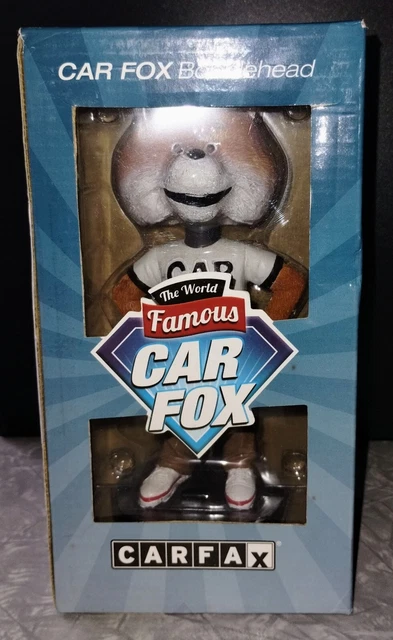 CAR FOX Bobblehead
CAR
The World
Famous
CAR
FOX
CARFAX